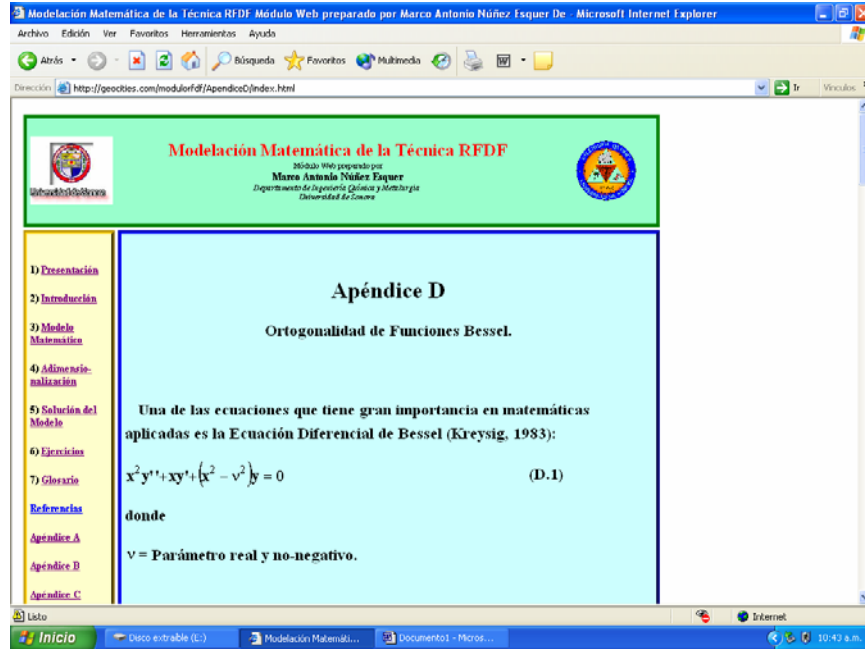 Modelación Matemática de la Técnica RFDF Módulo Web preparado por Marco Antonio Núñez Esquer De - Microsoft Internet Explorer
Archivo Edición Ver Favoritos Herramientas Ayuda
Atrás Búsqueda Favoritos Multimedia
Dirección http://geocities.com/modulorfdf/ApendiceD/index.html Ir Vínculos
Modelación Matemática de la Técnica RFDF
Módulo Web preparado por
Marco Antonio Núñez Esquer
Departamento de Ingeniería Química y Metalurgia
Universidad de Sonora
1) Presentación
2) Introducción
3) Modelo
Matemático
4) Adimensio-
nalización
5) Solución del
Modelo
6) Ejercicios
7) Glosario
Referencias
Apéndice A
Apéndice B
Apéndice C
Apéndice D
Ortogonalidad de Funciones Bessel.
Una de las ecuaciones que tiene gran importancia en matemáticas
aplicadas es la Ecuación Diferencial de Bessel (Kreysig, 1983):
x²y''+xy'+(x² − ν²)y = 0 (D.1)
donde
ν = Parámetro real y no-negativo.
Listo Internet
Inicio Disco extraíble (E:) Modelación Matemáti... Documento1 - Micros... 10:43 a.m.